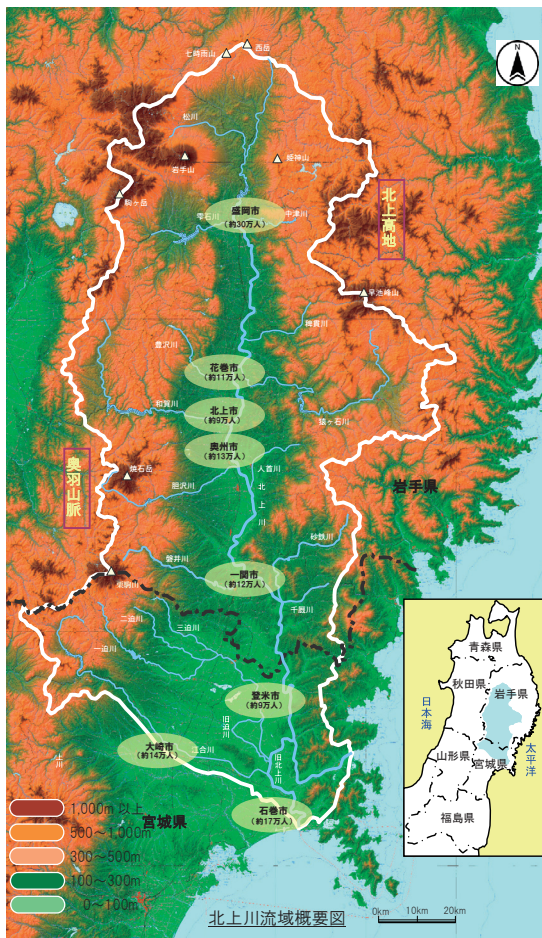 七時雨山
西岳
N
松川
岩手山
姫神山
駒ヶ岳
北上高地
雫石川
盛岡市
(約30万人)
中津川
早池峰山
稗貫川
豊沢川
花巻市
(約11万人)
和賀川
北上市
(約9万人)
猿ヶ石川
奥州市
(約13万人)
奥羽山脈
焼石岳
胆沢川
人首川
北上川
岩手県
砂鉄川
磐井川
一関市
(約12万人)
栗駒山
千厩川
二迫川
三迫川
一迫川
登米市
(約9万人)
旧迫川
大崎市
(約14万人)
江合川
旧北上川
石巻市
(約17万人)
宮城県
1,000m 以上
500～1,000m
300～500m
100～300m
0～100m
北上川流域概要図
0km 10km 20km
青森県
秋田県
岩手県
日本海
太平洋
山形県
宮城県
福島県